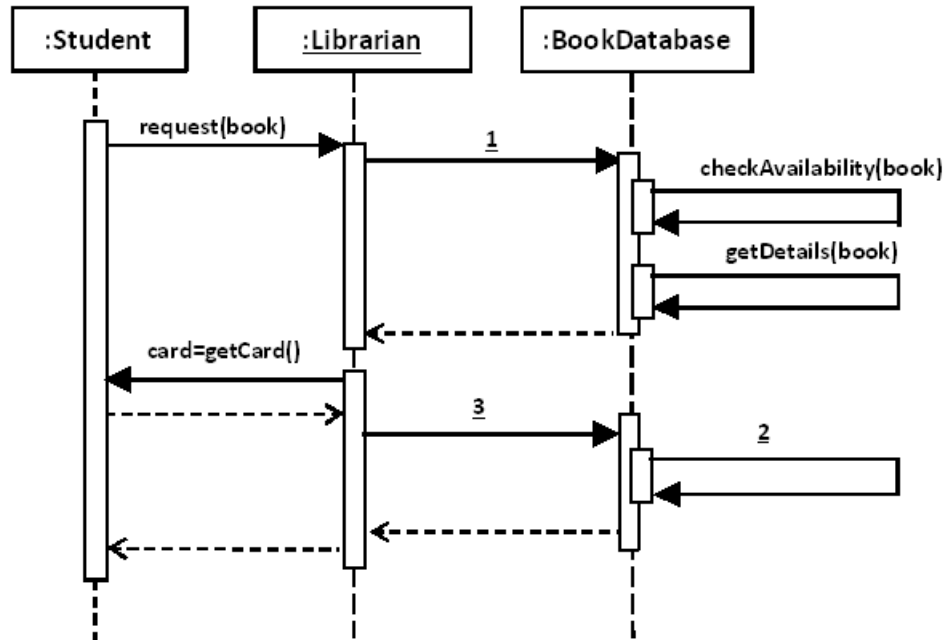 :Student
:Librarian
:BookDatabase
request(book)
1
checkAvailability(book)
getDetails(book)
card=getCard()
3
2